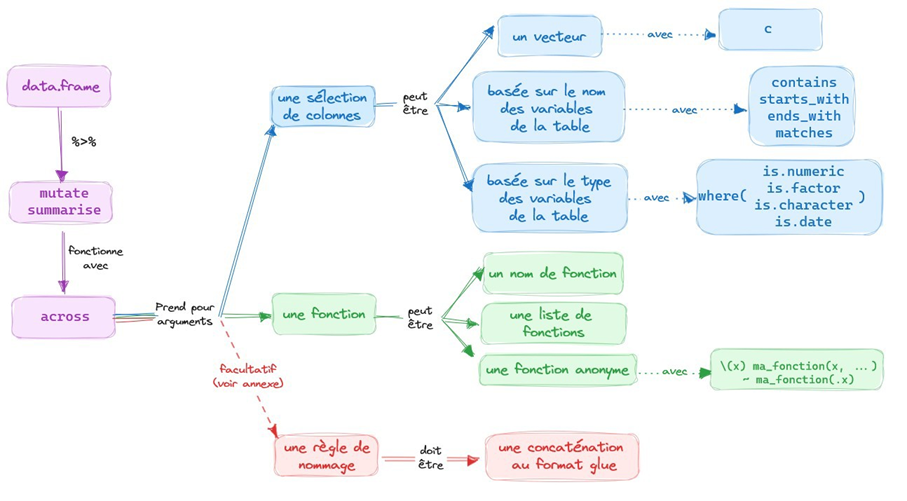 data.frame
%>%
mutate
summarise
fonctionne
avec
across
Prend pour
arguments
une sélection
de colonnes
peut
être
un vecteur
avec
c
basée sur le nom
des variables
de la table
avec
contains
starts_with
ends_with
matches
basée sur le type
des variables
de la table
avec
where(
is.numeric
is.factor
is.character
is.date
)
une fonction
peut
être
un nom de fonction
une liste de
fonctions
une fonction anonyme
avec
\(x) ma_fonction(x, ...)
~ ma_fonction(.x)
facultatif
(voir annexe)
une règle de
nommage
doit
être
une concaténation
au format glue